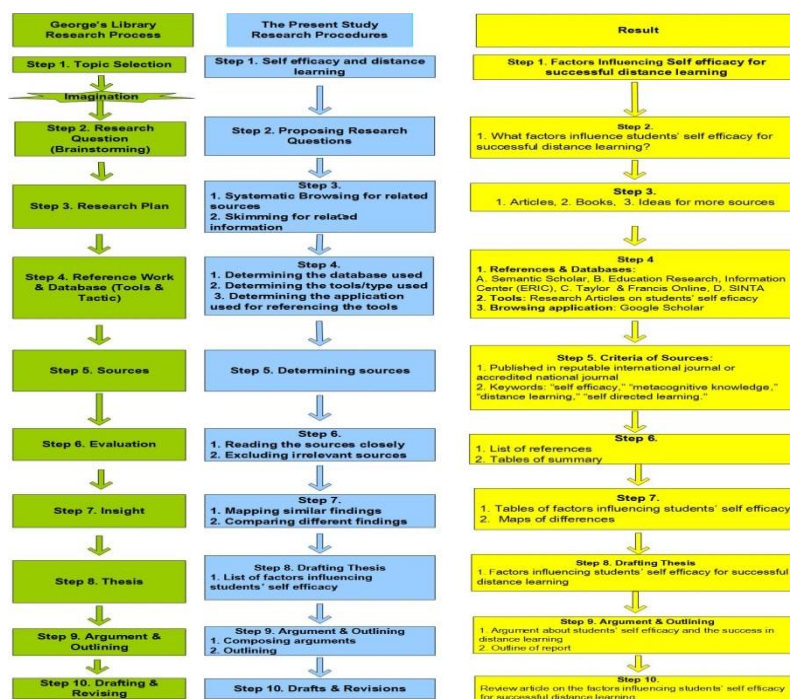 George's Library
Research Process
Step 1. Topic Selection
Imagination
Step 2. Research
Question
(Brainstorming)
Step 3. Research Plan
Step 4. Reference Work
& Database (Tools &
Tactic)
Step 5. Sources
Step 6. Evaluation
Step 7. Insight
Step 8. Thesis
Step 9. Argument &
Outlining
Step 10. Drafting &
Revising
The Present Study
Research Procedures
Step 1. Self efficacy and distance
learning
Step 2. Proposing Research
Questions
Step 3.
1. Systematic Browsing for related
sources
2. Skimming for related
information
Step 4.
1. Determining the database used
2. Determining the tools/type used
3. Determining the application
used for referencing the tools
Step 5. Determining sources
Step 6.
1. Reading the sources closely
2. Excluding irrelevant sources
Step 7.
1. Mapping similar findings
2. Comparing different findings
Step 8. Drafting Thesis
1. List of factors influencing
students' self efficacy
Step 9. Argument & Outlining
1. Composing arguments
2. Outlining
Step 10. Drafts & Revisions
Result
Step 1. Factors Influencing Self efficacy for
successful distance learning
Step 2.
1. What factors influence students' self efficacy for
successful distance learning?
Step 3.
1. Articles, 2. Books, 3. Ideas for more sources
Step 4
1. References & Databases:
A. Semantic Scholar, B. Education Research, Information
Center (ERIC), C. Taylor & Francis Online, D. SINTA
2. Tools: Research Articles on students' self eficacy
3. Browsing application: Google Scholar
Step 5. Criteria of Sources:
1. Published in reputable international journal or
accredited national journal
2. Keywords: "self efficacy," "metacognitive knowledge,"
"distance learning," "self directed learning."
Step 6.
1. List of references
2. Tables of summary
Step 7.
1. Tables of factors influencing students' self efficacy
2. Maps of differences
Step 8. Drafting Thesis
1. Factors influencing students' self efficacy for successful
distance learning
Step 9. Argument & Outlining
1. Argument about students' self efficacy and the success in
distance learning
2. Outline of report
Step 10.
Review article on the factors influencing students' self efficacy
for successful distance learning